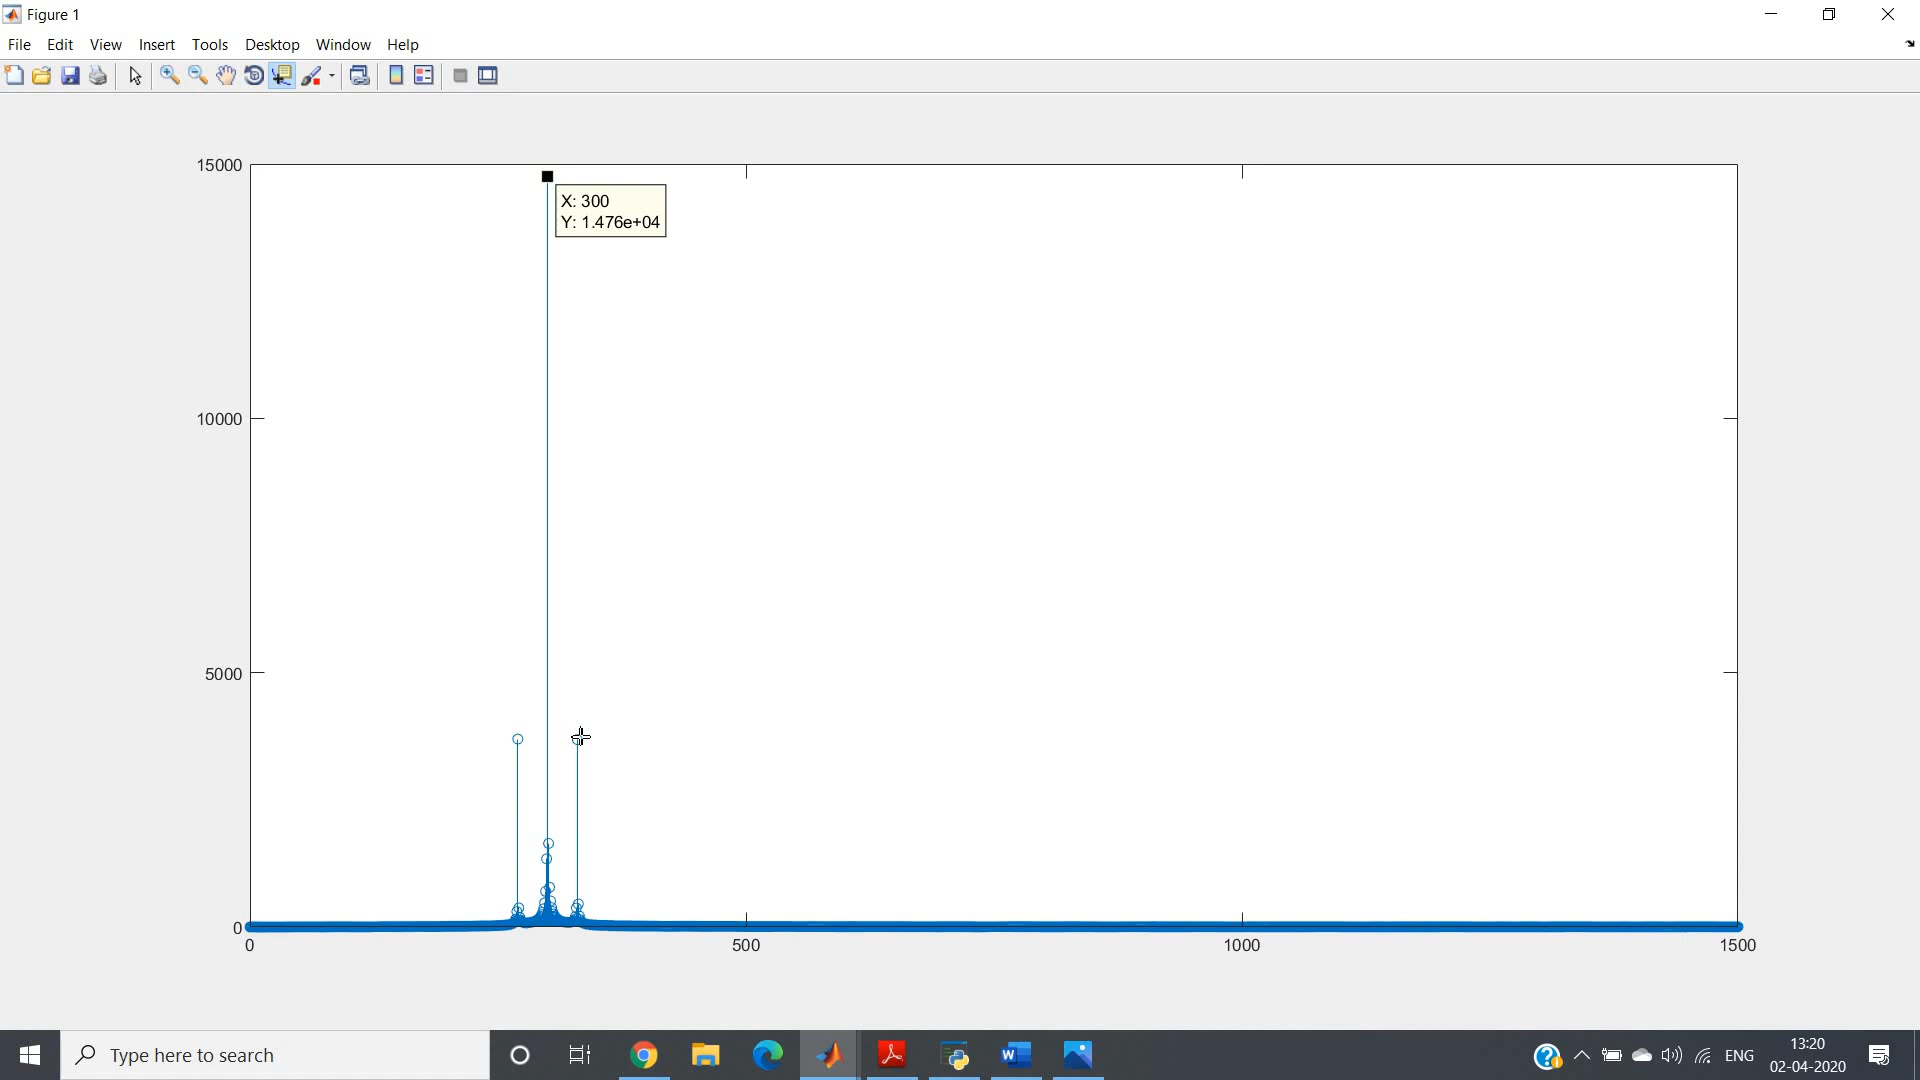 Figure 1
File Edit View Insert Tools Desktop Window Help
15000
X: 300
Y: 1.476e+04
10000
5000
0
0 500 1000 1500
Type here to search
W
ENG
13:20
02-04-2020